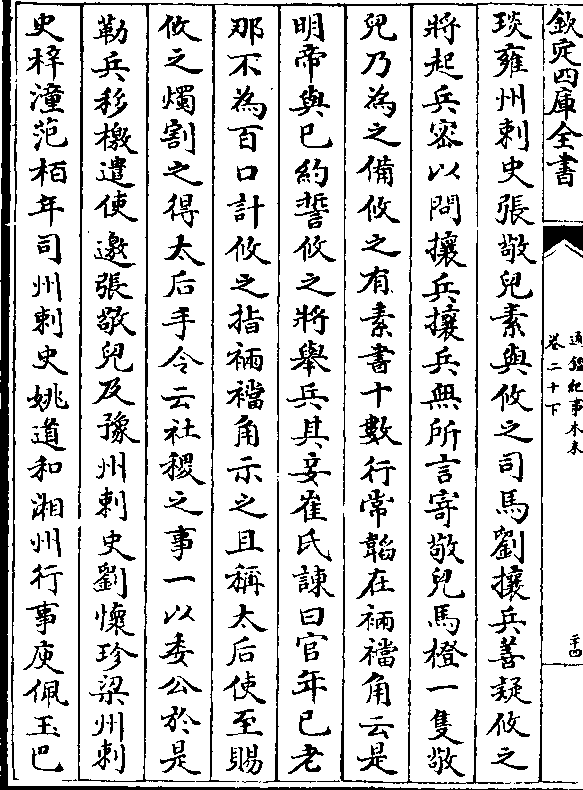 欽定四庫全書
通鑑紀事本末
卷二十下
二十四
琰雍州刺史張敬兒素與攸之司馬劉攘兵善疑攸之
將起兵密以問攘兵攘兵無所言寄敬兒馬橙一隻敬
兒乃為之備攸之有素書十數行常韜在裲襠角云是
明帝與已約誓攸之將舉兵其妾崔氏諌曰官年已老
那不為百口計攸之指裲襠角示之且稱太后使至賜
攸之燭割之得太后手令云社稷之事一以委公於是
勒兵移檄遣使邀張敬兒及豫州刺史劉懷珍梁州刺
史梓潼范栢年司州刺史姚道和湘州行事庾佩玉巴